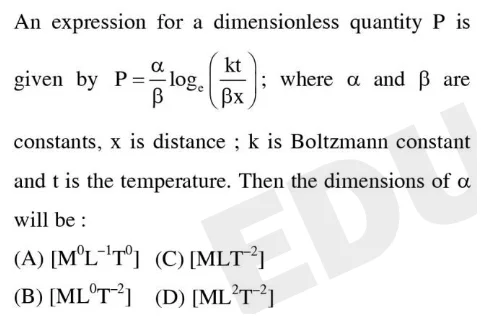 An expression for a dimensionless quantity P is
given by P = α/β logₑ (kt/βx); where α and β are
constants, x is distance ; k is Boltzmann constant
and t is the temperature. Then the dimensions of α
will be :
(A) [M⁰L⁻¹T⁰] (C) [MLT⁻²]
(B) [ML⁰T⁻²] (D) [ML²T⁻²]
EDU